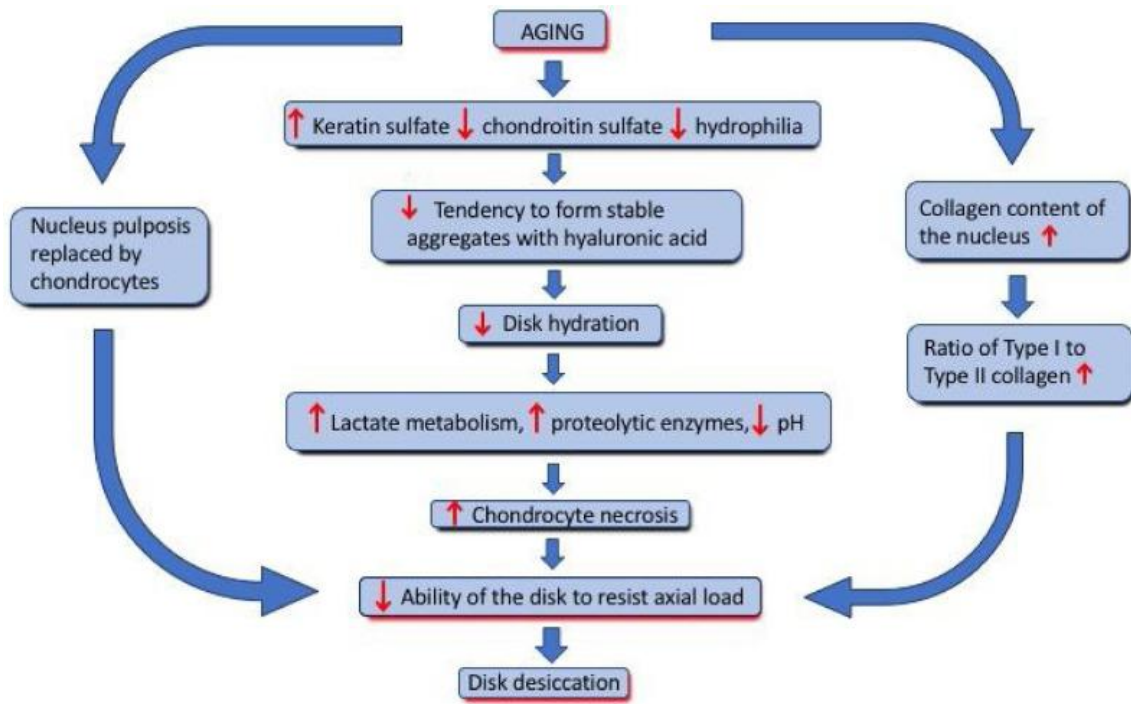 AGING
↑ Keratin sulfate ↓ chondroitin sulfate ↓ hydrophilia
↓ Tendency to form stable
aggregates with hyaluronic acid
↓ Disk hydration
↑ Lactate metabolism, ↑ proteolytic enzymes, ↓ pH
↑ Chondrocyte necrosis
Nucleus pulposis
replaced by
chondrocytes
Collagen content of
the nucleus ↑
Ratio of Type I to
Type II collagen ↑
↓ Ability of the disk to resist axial load
Disk desiccation